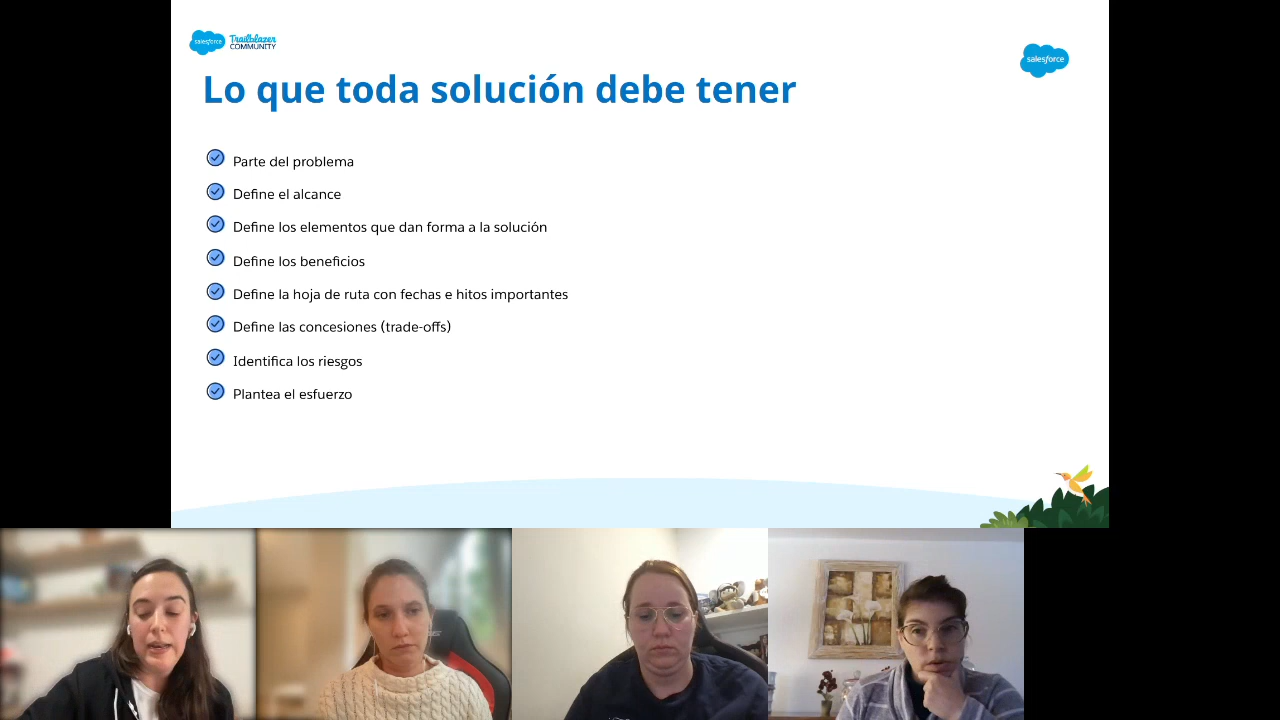 salesforce
Trailblazer
COMMUNITY
salesforce
Lo que toda solución debe tener
Parte del problema
Define el alcance
Define los elementos que dan forma a la solución
Define los beneficios
Define la hoja de ruta con fechas e hitos importantes
Define las concesiones (trade-offs)
Identifica los riesgos
Plantea el esfuerzo